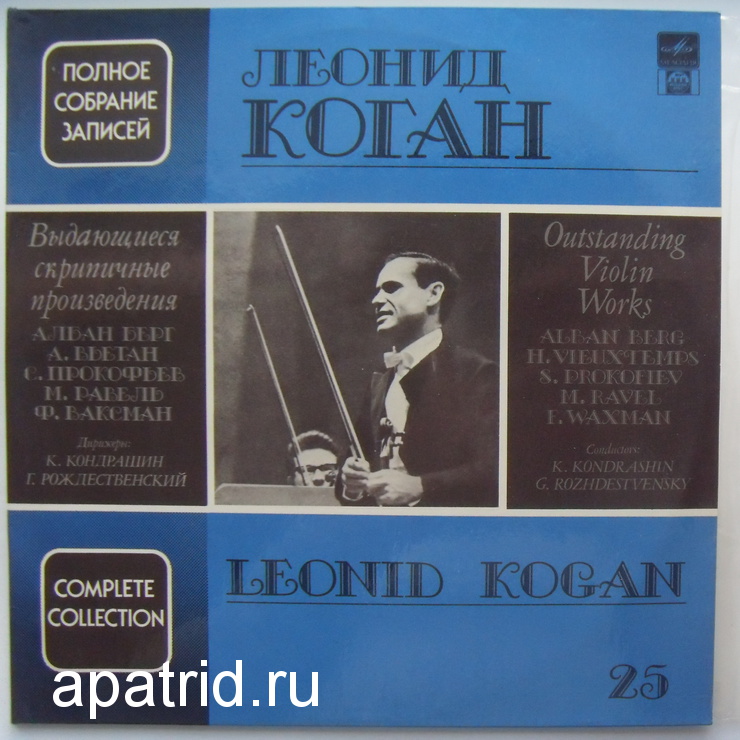 ПОЛНОЕ
СОБРАНИЕ
ЗАПИСЕЙ
ЛЕОНИД
КОГАН
Выдающиеся
скрипичные
произведения
АЛБАН БЕРГ
А. ВЬЕТАН
С. ПРОКОФЬЕВ
М. РАВЕЛЬ
Ф. ВАКСМАН
Дирижеры:
К. КОНДРАШИН
Г. РОЖДЕСТВЕНСКИЙ
Outstanding
Violin
Works
ALBAN BERG
H. VIEUXTEMPS
S. PROKOFIEV
M. RAVEL
F. WAXMAN
Conductors:
K. KONDRASHIN
G. ROZHDESTVENSKY
COMPLETE
COLLECTION
LEONID KOGAN
25
apatrid.ru